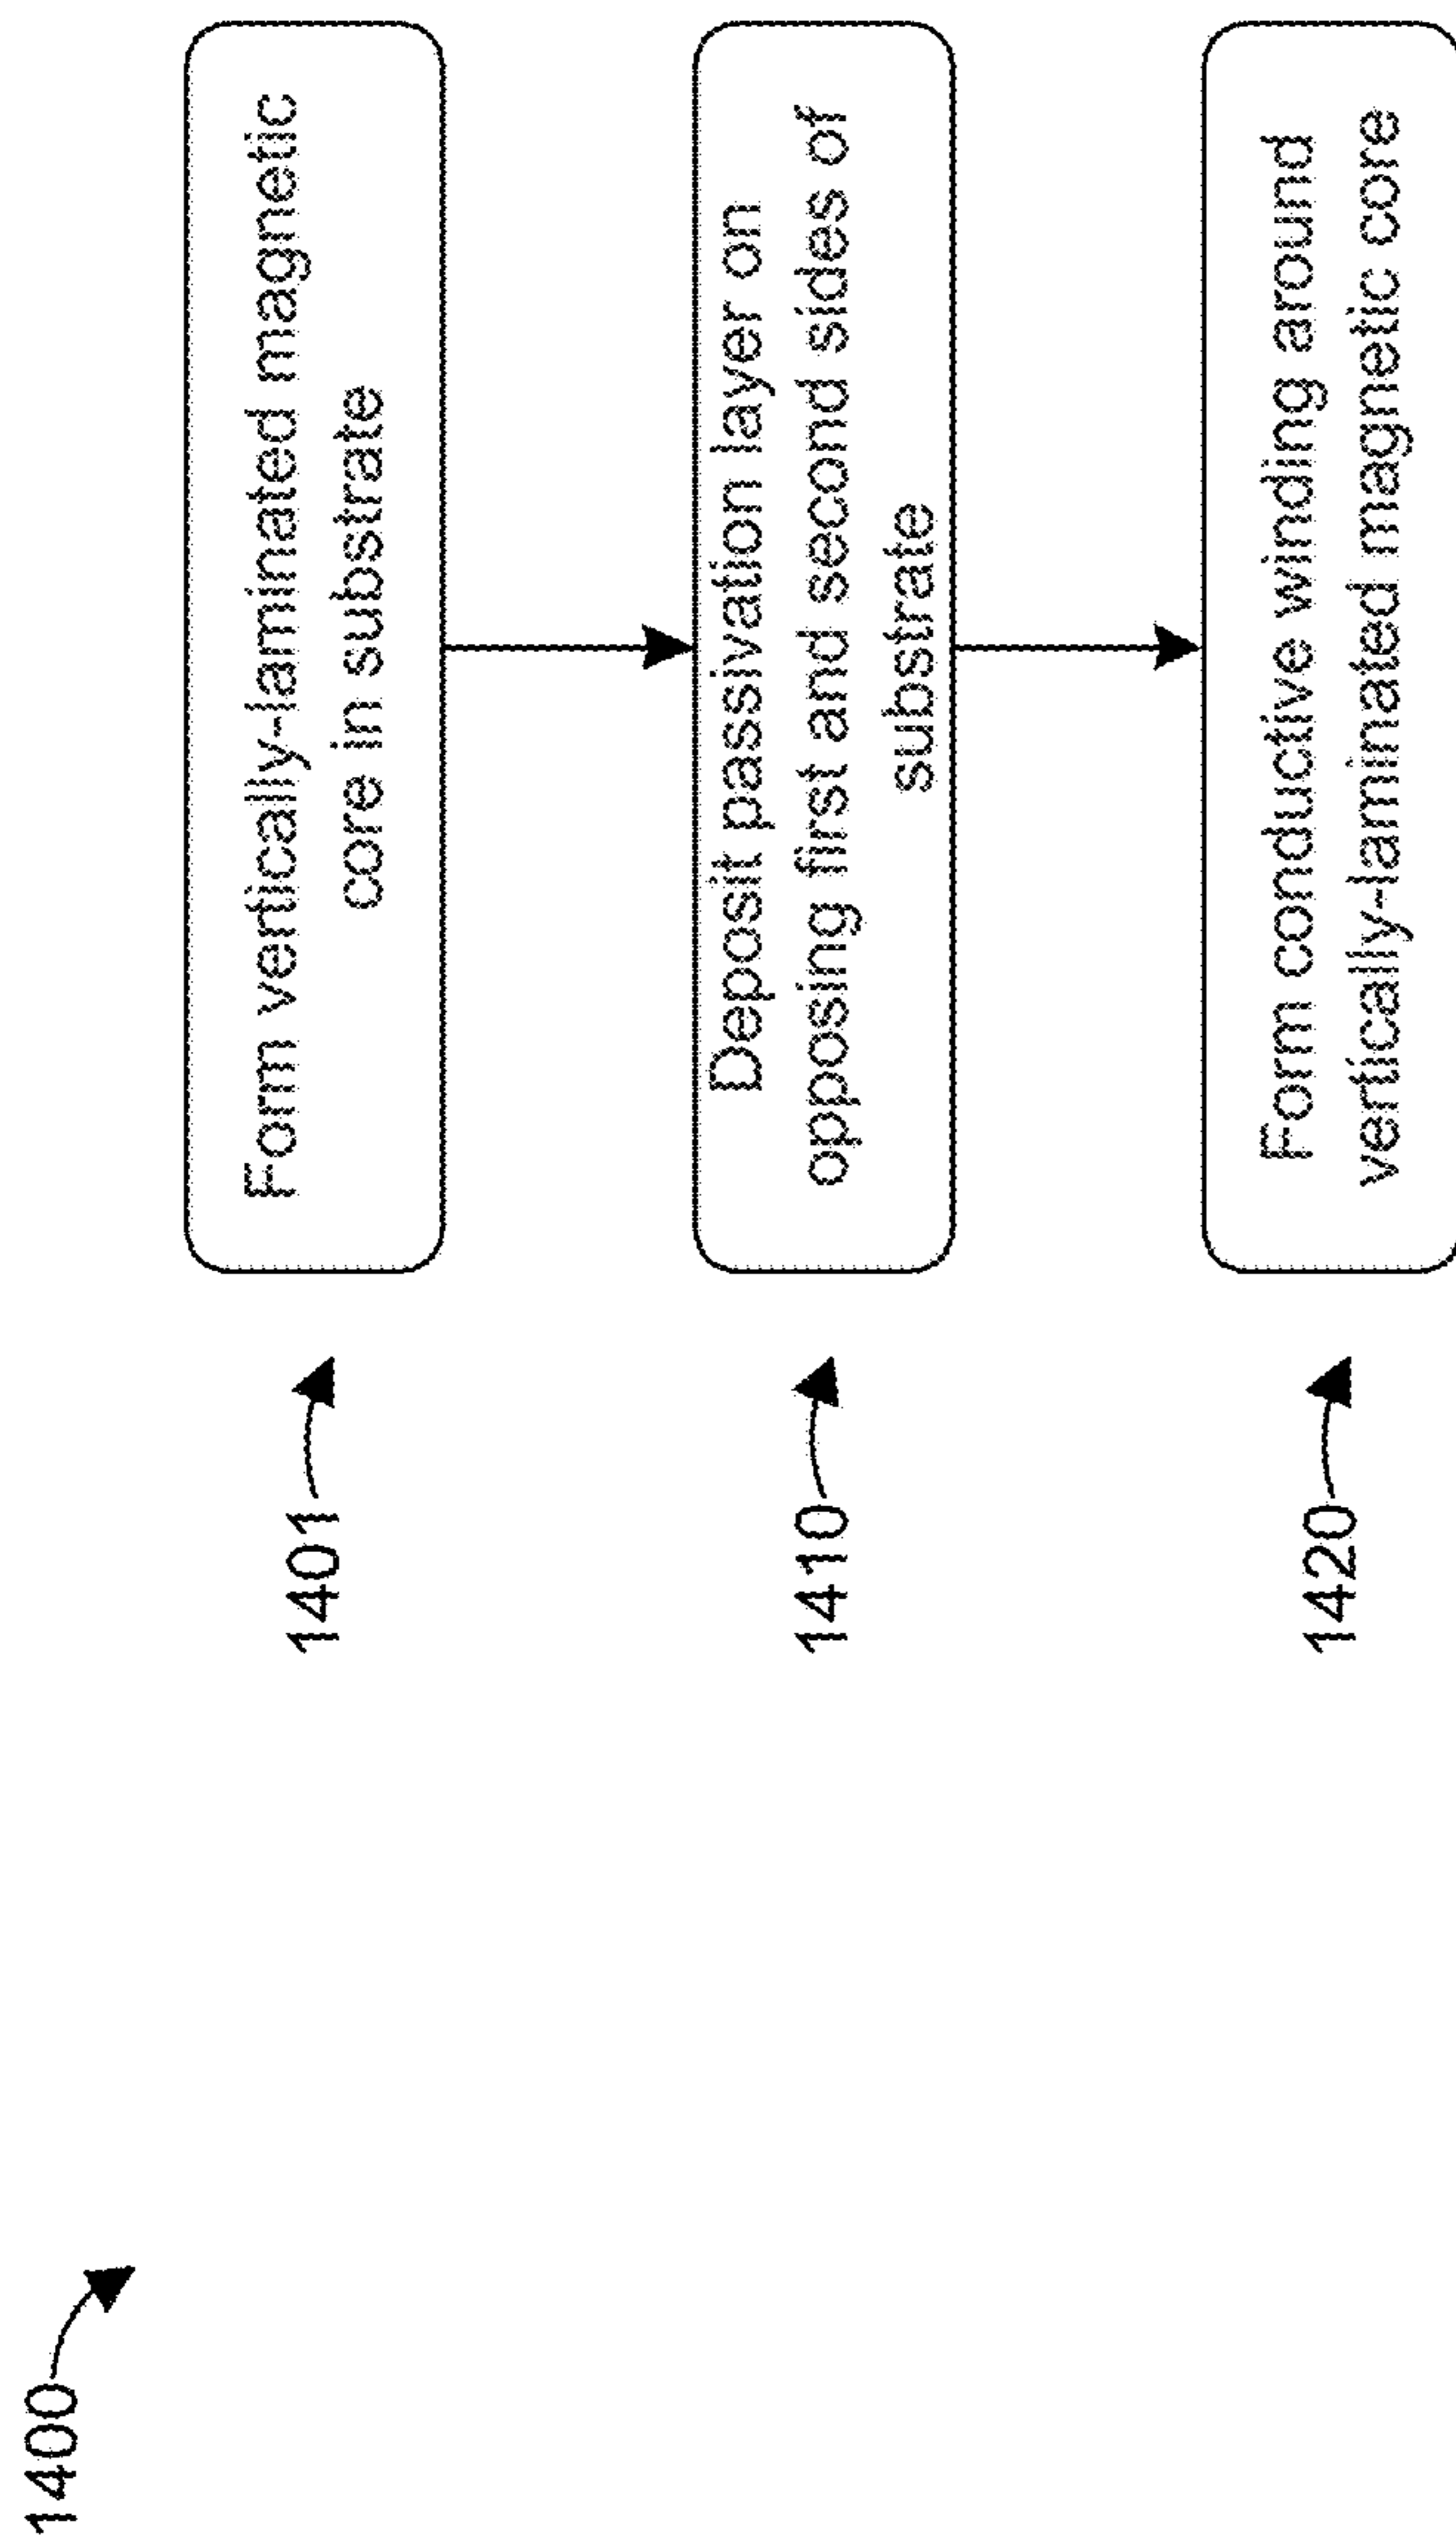 1400
1401
Form vertically-laminated magnetic
core in substrate
1410
Deposit passivation layer on
opposing first and second sides of
substrate
1420
Form conductive winding around
vertically-laminated magnetic core